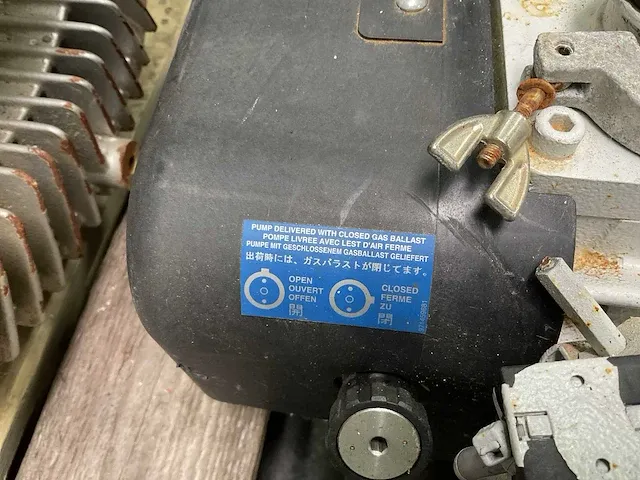 PUMP DELIVERED WITH CLOSED GAS BALLAST
POMPE LIVREE AVEC LEST D'AIR FERME
PUMPE MIT GESCHLOSSENEM GASBALLAST GELIEFERT
出荷時には、ガスバラストが閉じてます。
OPEN
OUVERT
OFFEN
開
CLOSED
FERME
ZU
閉